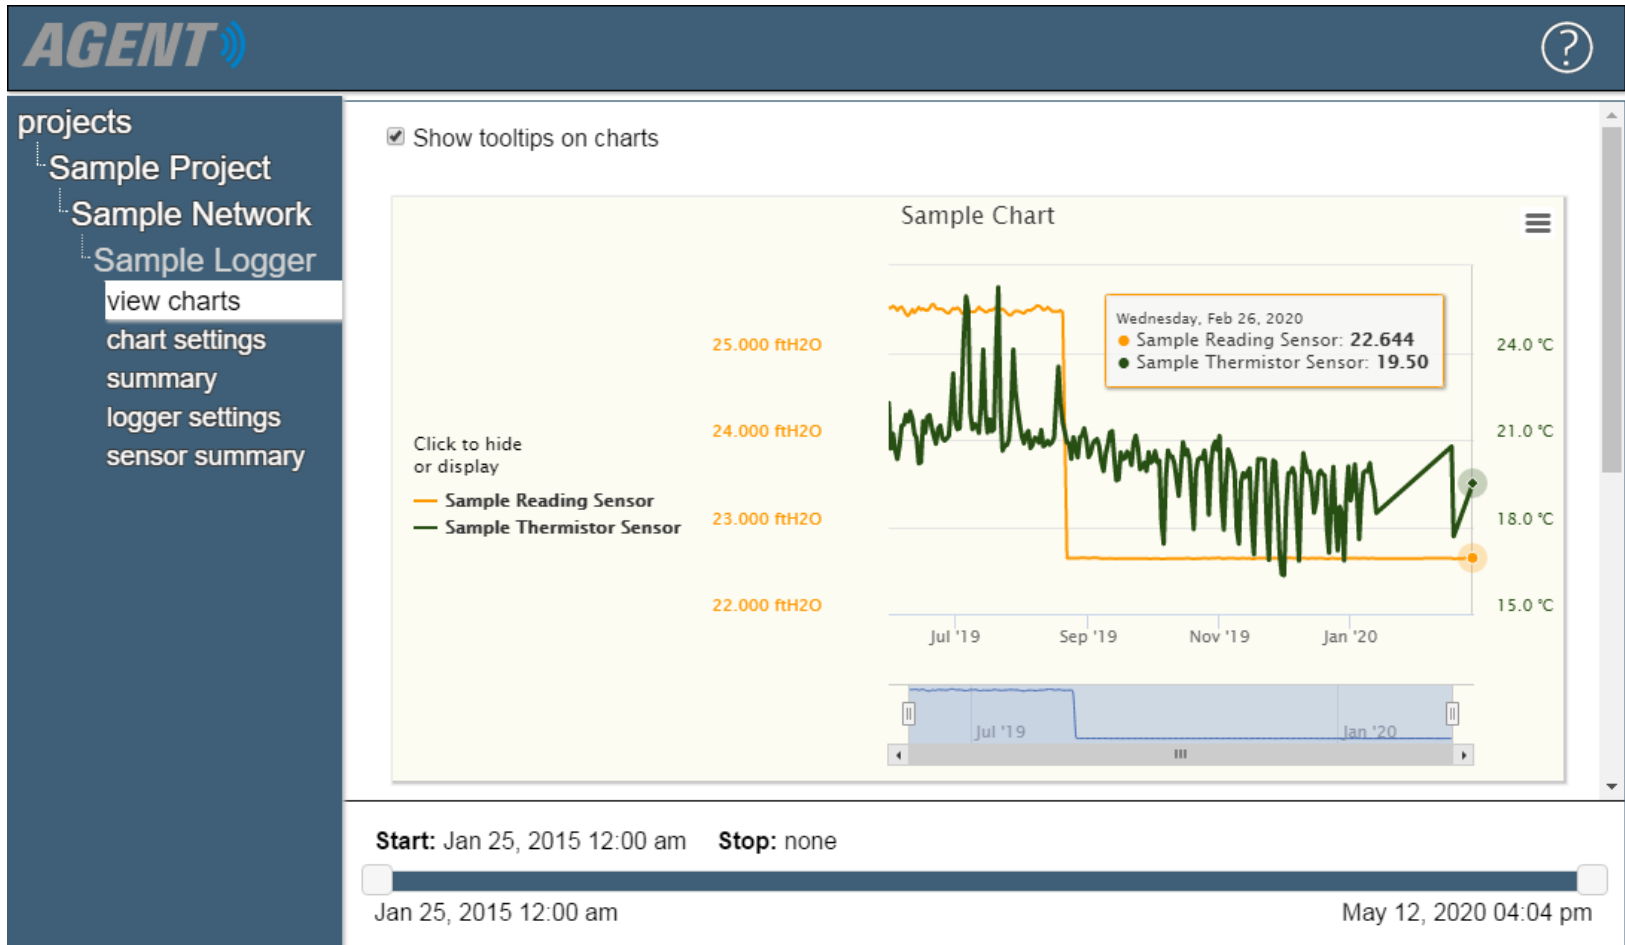 AGENT
?
projects
Sample Project
Sample Network
Sample Logger
view charts
chart settings
summary
logger settings
sensor summary
Show tooltips on charts
Sample Chart
Wednesday, Feb 26, 2020
Sample Reading Sensor: 22.644
Sample Thermistor Sensor: 19.50
25.000 ftH2O
24.000 ftH2O
23.000 ftH2O
22.000 ftH2O
24.0 °C
21.0 °C
18.0 °C
15.0 °C
Click to hide
or display
Sample Reading Sensor
Sample Thermistor Sensor
Jul '19 Sep '19 Nov '19 Jan '20
Jul '19 Jan '20
Start: Jan 25, 2015 12:00 am Stop: none
Jan 25, 2015 12:00 am May 12, 2020 04:04 pm